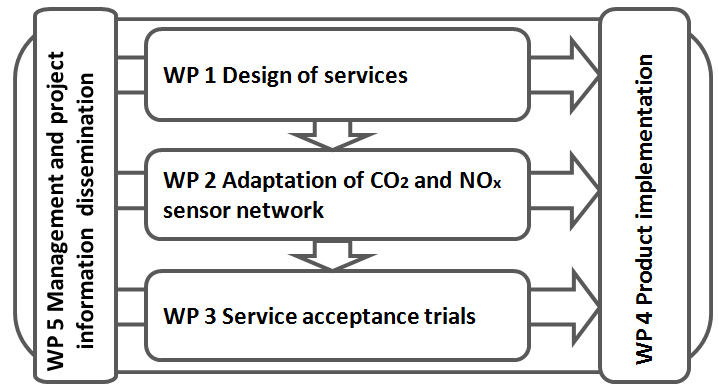 WP 5 Management and project
information dissemination
WP 1 Design of services
WP 2 Adaptation of CO₂ and NOₓ
sensor network
WP 3 Service acceptance trials
WP 4 Product implementation